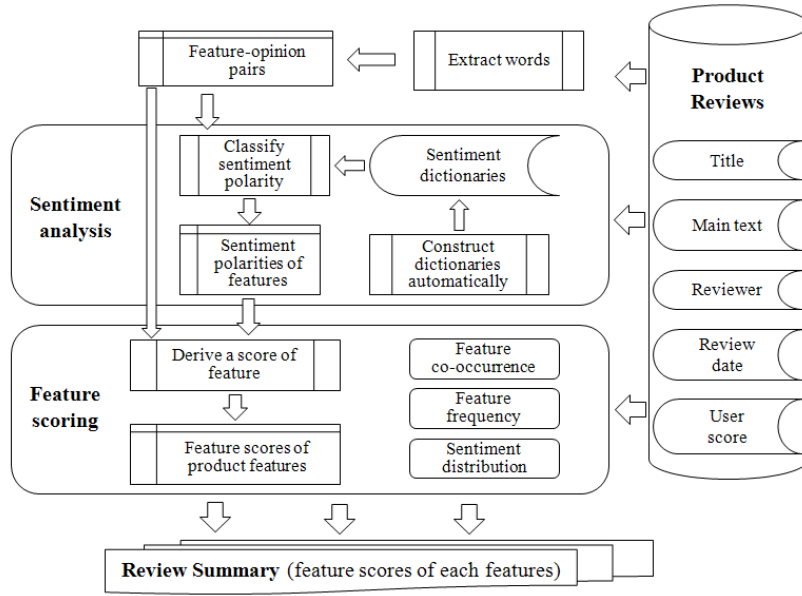 Feature-opinion
pairs
Extract words
Product
Reviews
Title
Main text
Reviewer
Review
date
User
score
Sentiment
analysis
Classify
sentiment
polarity
Sentiment
dictionaries
Sentiment
polarities of
features
Construct
dictionaries
automatically
Feature
scoring
Derive a score of
feature
Feature scores of
product features
Feature
co-occurrence
Feature
frequency
Sentiment
distribution
Review Summary (feature scores of each features)